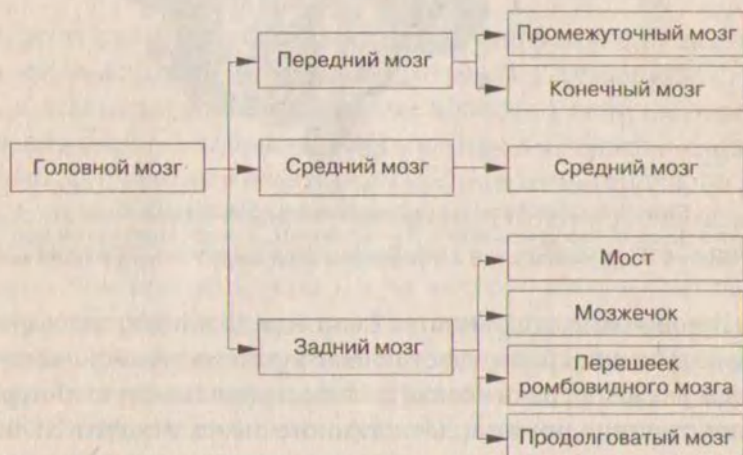 Промежуточный мозг
Передний мозг
Конечный мозг
Головной мозг
Средний мозг
Средний мозг
Мост
Мозжечок
Задний мозг
Перешеек
ромбовидного мозга
Продолговатый мозг